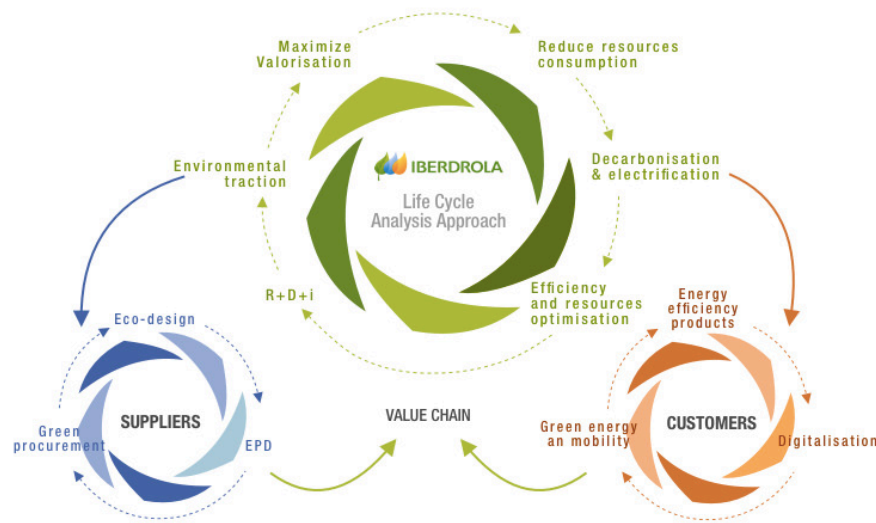 Maximize
Valorisation
Reduce resources
consumption
Environmental
traction
IBERDROLA
Life Cycle
Analysis Approach
Decarbonisation
& electrification
R+D+i
Efficiency
and resources
optimisation
Eco-design
SUPPLIERS
Green
procurement
EPD
VALUE CHAIN
Energy
efficiency
products
CUSTOMERS
Green energy
an mobility
Digitalisation